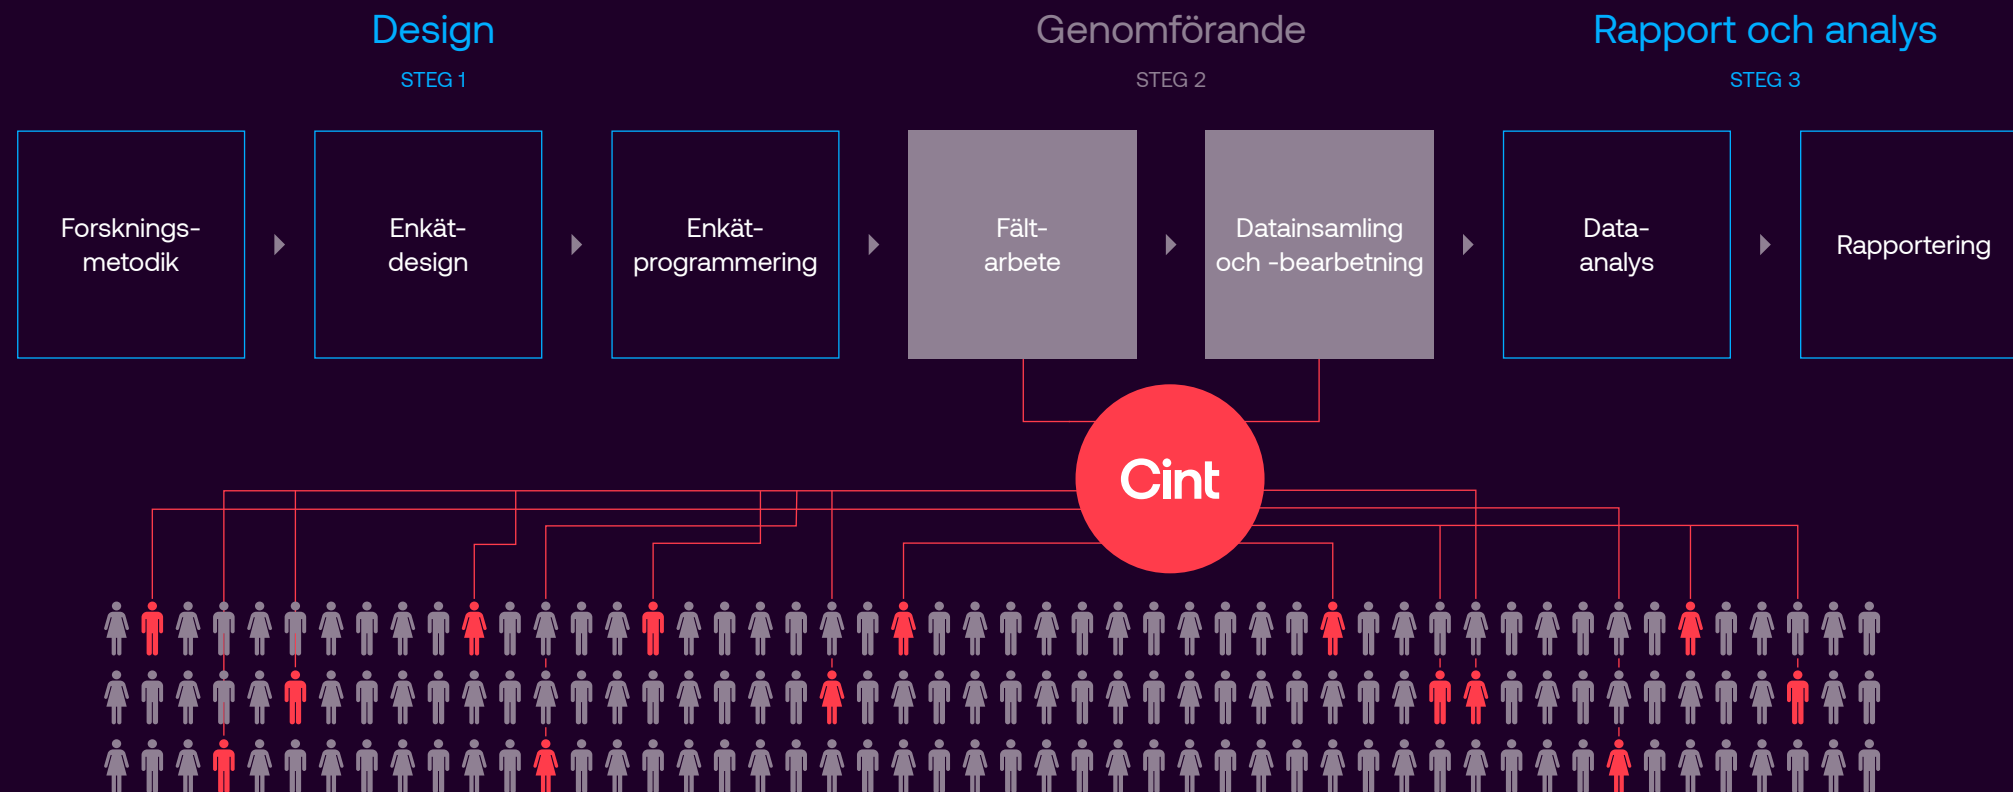 Design
STEG 1
Genomförande
STEG 2
Rapport och analys
STEG 3
Forsknings-
metodik
Enkät-
design
Enkät-
programmering
Fält-
arbete
Datainsamling
och -bearbetning
Data-
analys
Rapportering
Cint